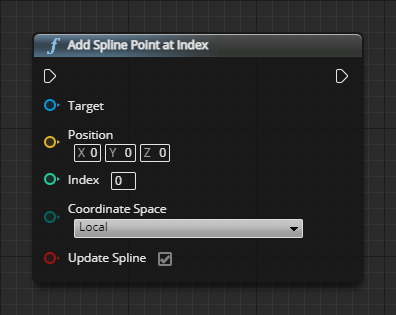 Add Spline Point at Index
Target
Position
X 0 Y 0 Z 0
Index 0
Coordinate Space
Local
Update Spline